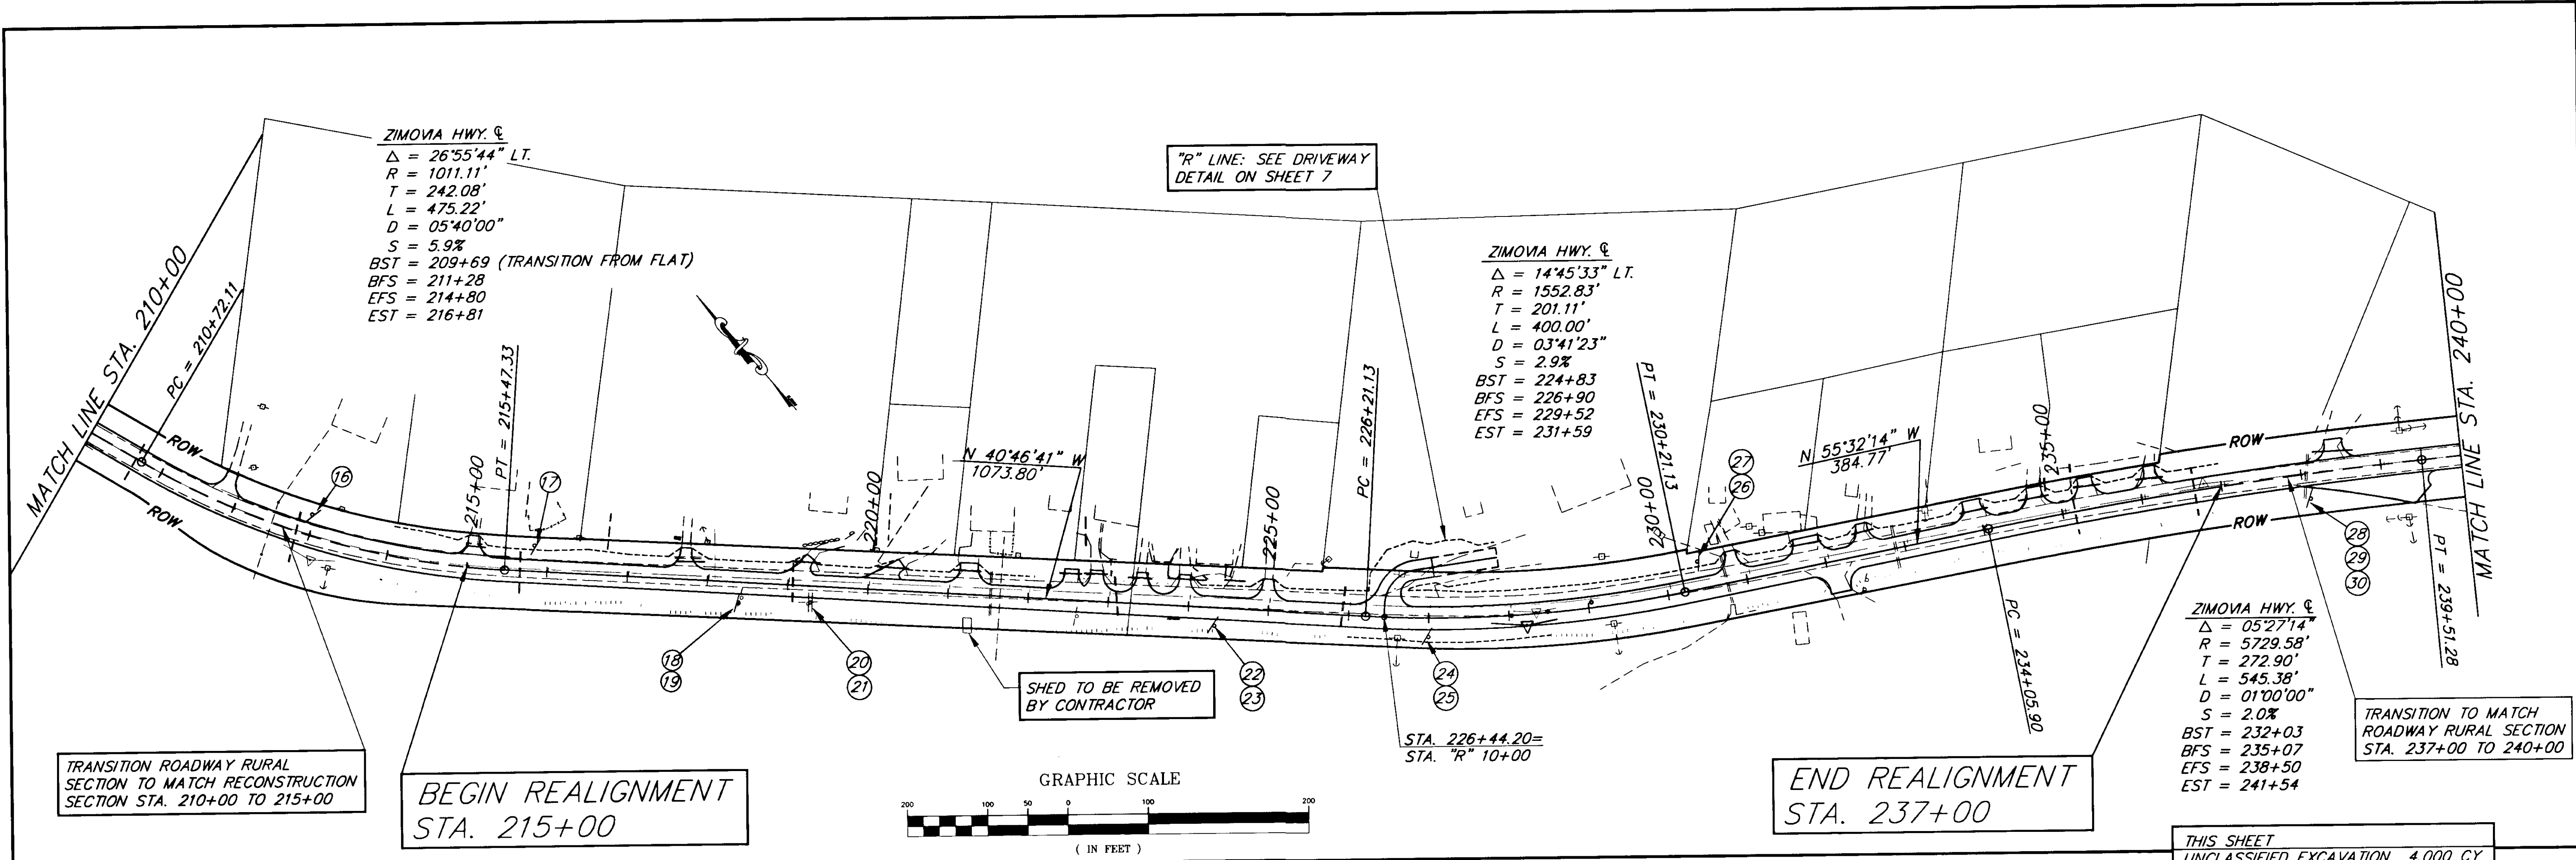 MATCH LINE STA. 210+00
PC = 210+72.11
ROW
ROW
ZIMOVIA HWY. ℄
Δ = 26°55'44" LT.
R = 1011.11'
T = 242.08'
L = 475.22'
D = 05°40'00"
S = 5.9%
BST = 209+69 (TRANSITION FROM FLAT)
BFS = 211+28
EFS = 214+80
EST = 216+81
16
215+00
PT = 215+47.33
17
220+00
N 40°46'41" W
1073.80'
225+00
PC = 226+21.13
"R" LINE: SEE DRIVEWAY
DETAIL ON SHEET 7
ZIMOVIA HWY. ℄
Δ = 14°45'33" LT.
R = 1552.83'
T = 201.11'
L = 400.00'
D = 03°41'23"
S = 2.9%
BST = 224+83
BFS = 226+90
EFS = 229+52
EST = 231+59
230+00
PT = 230+21.13
27
26
N 55°32'14" W
384.77'
235+00
ROW
ROW
MATCH LINE STA. 240+00
PT = 239+51.28
28
29
30
PC = 234+05.90
18
19
20
21
22
23
24
25
SHED TO BE REMOVED
BY CONTRACTOR
STA. 226+44.20=
STA. "R" 10+00
ZIMOVIA HWY. ℄
Δ = 05°27'14"
R = 5729.58'
T = 272.90'
L = 545.38'
D = 01°00'00"
S = 2.0%
BST = 232+03
BFS = 235+07
EFS = 238+50
EST = 241+54
TRANSITION TO MATCH
ROADWAY RURAL SECTION
STA. 237+00 TO 240+00
TRANSITION ROADWAY RURAL
SECTION TO MATCH RECONSTRUCTION
SECTION STA. 210+00 TO 215+00
BEGIN REALIGNMENT
STA. 215+00
GRAPHIC SCALE
200 100 50 0 100 200
( IN FEET )
END REALIGNMENT
STA. 237+00
THIS SHEET
UNCLASSIFIED EXCAVATION 4,000 CY